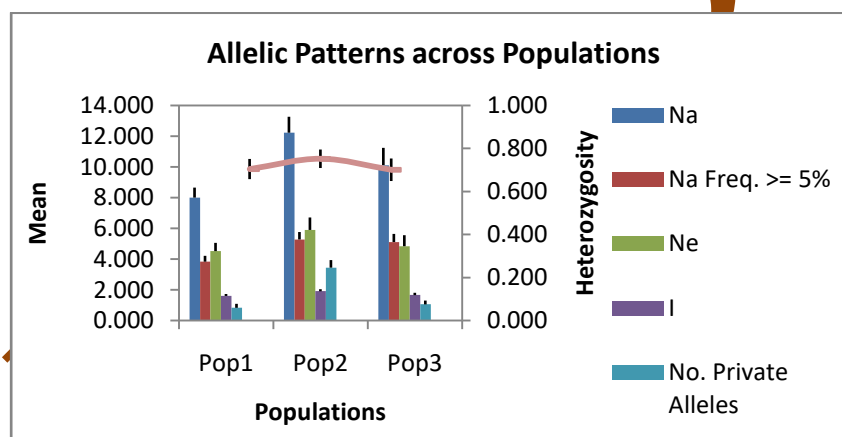 Allelic Patterns across Populations
14.000
12.000
10.000
8.000
6.000
4.000
2.000
0.000
Mean
1.000
0.800
0.600
0.400
0.200
0.000
Heterozygosity
Pop1 Pop2 Pop3
Populations
Na
Na Freq. >= 5%
Ne
I
No. Private
Alleles